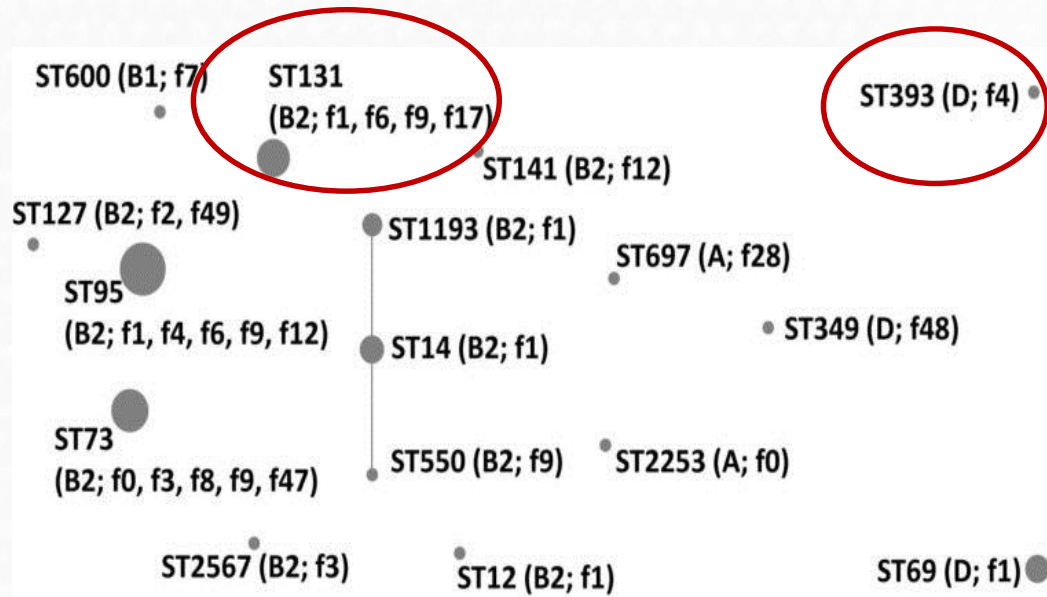 ST600 (B1; f7)
ST131
(B2; f1, f6, f9, f17)
ST393 (D; f4)
ST141 (B2; f12)
ST127 (B2; f2, f49)
ST1193 (B2; f1)
ST697 (A; f28)
ST95
(B2; f1, f4, f6, f9, f12)
ST14 (B2; f1)
ST349 (D; f48)
ST73
(B2; f0, f3, f8, f9, f47)
ST550 (B2; f9)
ST2253 (A; f0)
ST2567 (B2; f3)
ST12 (B2; f1)
ST69 (D; f1)